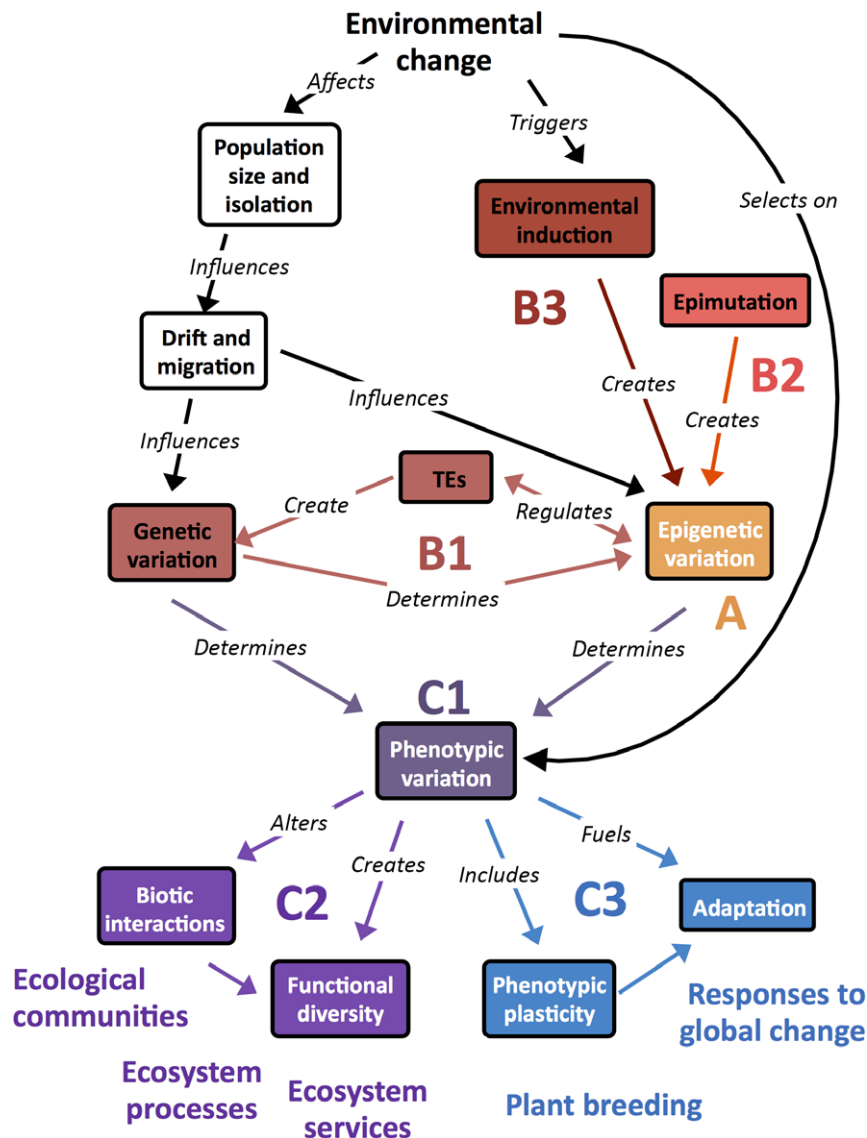 Environmental
change
Affects
Triggers
Population
size and
isolation
Environmental
induction
Selects on
Influences
B3
Epimutation
Drift and
migration
B2
Influences
Creates
Creates
Influences
TEs
Create
Regulates
Genetic
variation
B1
Epigenetic
variation
Determines
A
Determines
Determines
C1
Phenotypic
variation
Alters
Fuels
Creates
Includes
Biotic
interactions
C2
C3
Adaptation
Ecological
communities
Functional
diversity
Phenotypic
plasticity
Responses to
global change
Ecosystem
processes
Ecosystem
services
Plant breeding